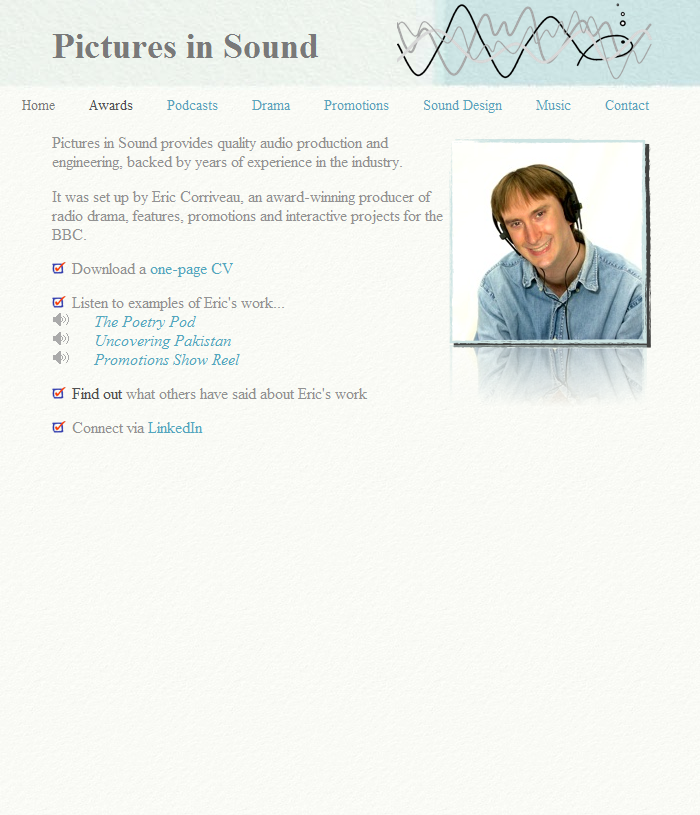 Pictures in Sound
Home Awards Podcasts Drama Promotions Sound Design Music Contact
Pictures in Sound provides quality audio production and
engineering, backed by years of experience in the industry.
It was set up by Eric Corriveau, an award-winning producer of
radio drama, features, promotions and interactive projects for the
BBC.
Download a one-page CV
Listen to examples of Eric's work...
The Poetry Pod
Uncovering Pakistan
Promotions Show Reel
Find out what others have said about Eric's work
Connect via LinkedIn